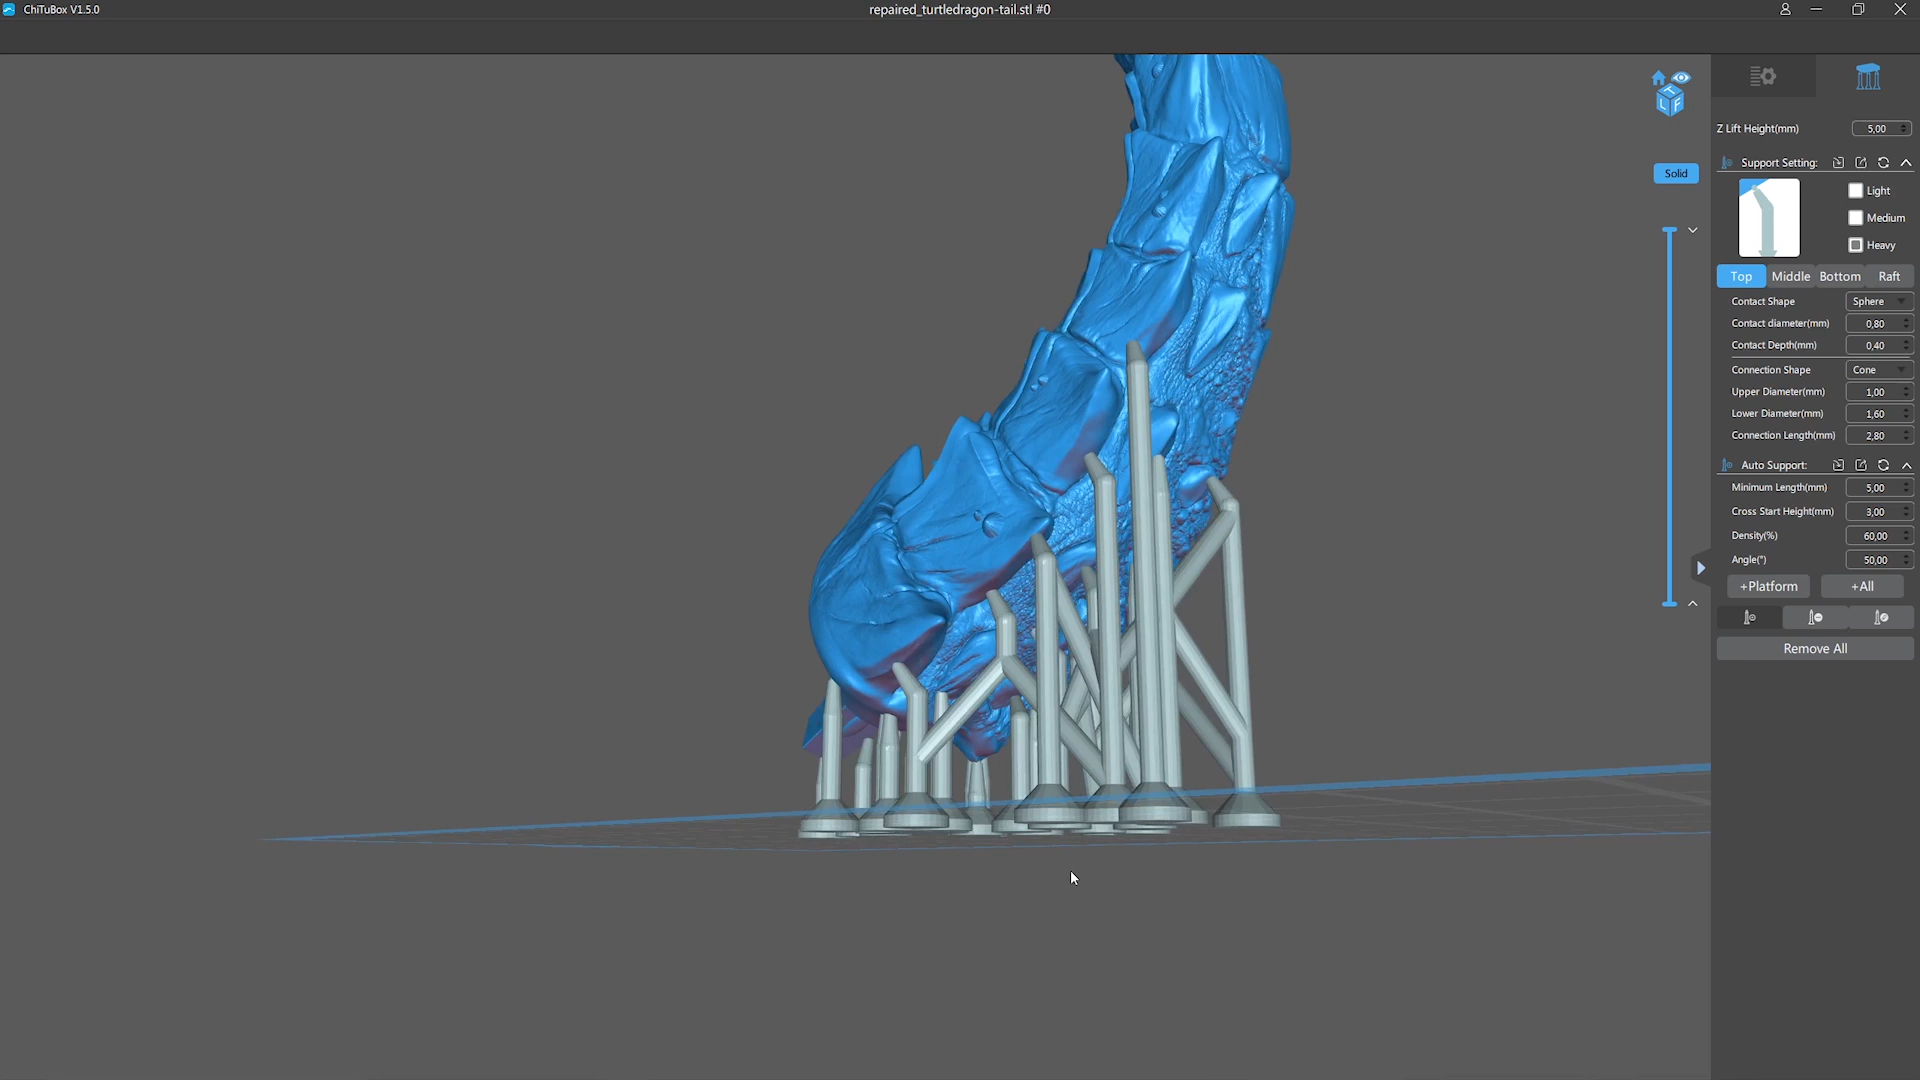 ChiTuBox V1.5.0
repaired_turtledragon-tail.stl #0
T
L F
Solid
Z Lift Height(mm) 5,00
Support Setting:
Light
Medium
Heavy
Top Middle Bottom Raft
Contact Shape Sphere
Contact diameter(mm) 0,80
Contact Depth(mm) 0,40
Connection Shape Cone
Upper Diameter(mm) 1,00
Lower Diameter(mm) 1,60
Connection Length(mm) 2,80
Auto Support:
Minimum Length(mm) 5,00
Cross Start Height(mm) 3,00
Density(%) 60,00
Angle(°) 50,00
+Platform +All
Remove All